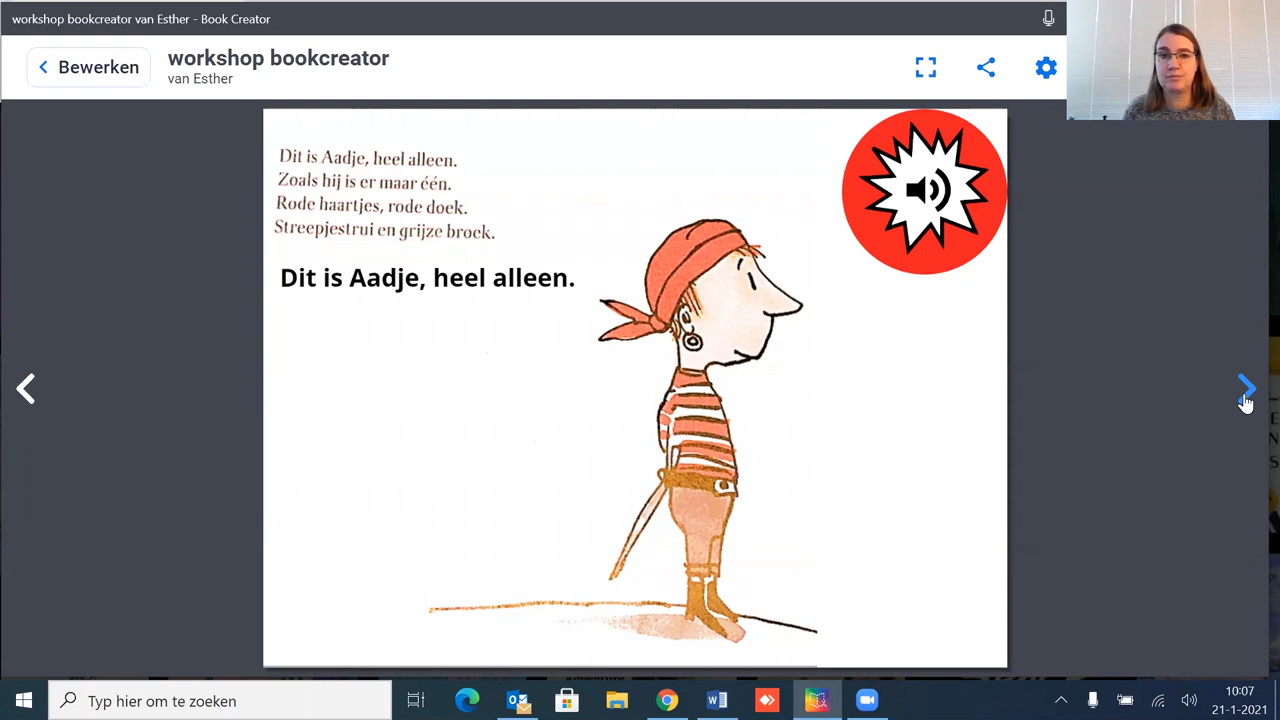 workshop bookcreator van Esther - Book Creator
Bewerken
workshop bookcreator
van Esther
Dit is Aadje, heel alleen.
Zoals hij is er maar één.
Rode haartjes, rode doek.
Streepjestrui en grijze broek.
Dit is Aadje, heel alleen.
Typ hier om te zoeken
10:07
21-1-2021